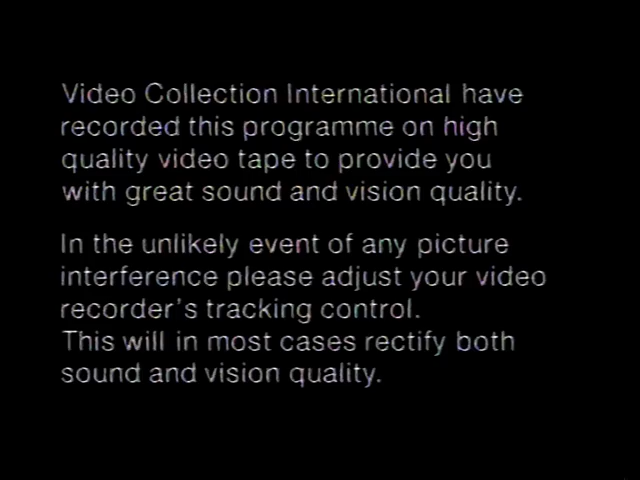 Video Collection International have
recorded this programme on high
quality video tape to provide you
with great sound and vision quality.
In the unlikely event of any picture
interference please adjust your video
recorder's tracking control.
This will in most cases rectify both
sound and vision quality.